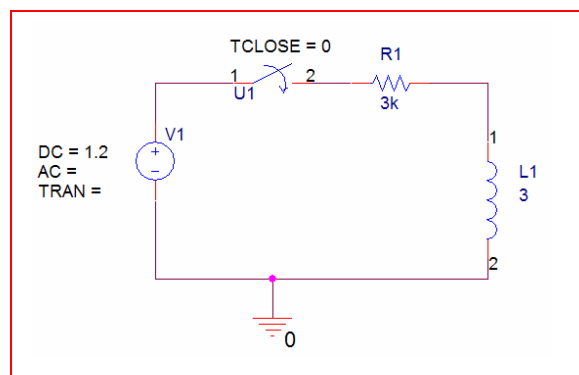 TCLOSE = 0
1
2
U1
R1
3k
V1
DC = 1.2
AC =
TRAN =
+
−
1
L1
3
2
0